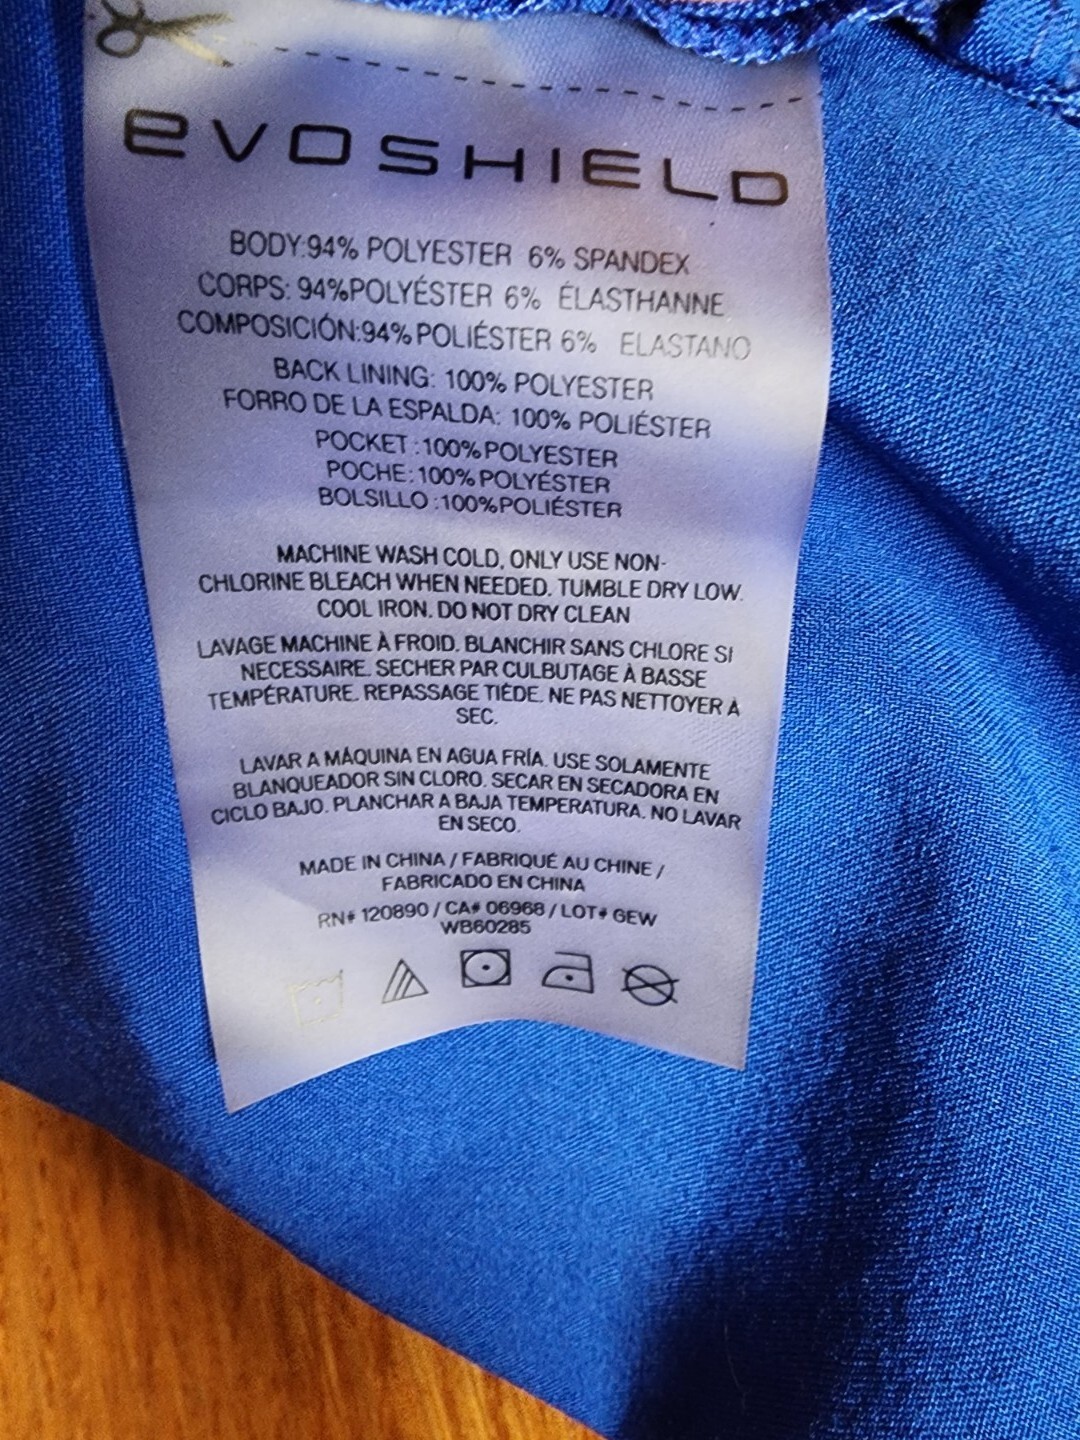 evoshield
BODY:94% POLYESTER 6% SPANDEX
CORPS: 94%POLYÉSTER 6% ÉLASTHANNE
COMPOSICIÓN:94% POLIÉSTER 6% ELASTANO
BACK LINING: 100% POLYESTER
FORRO DE LA ESPALDA: 100% POLIÉSTER
POCKET :100% POLYESTER
POCHE:100% POLYÉSTER
BOLSILLO :100%POLIÉSTER
MACHINE WASH COLD, ONLY USE NON-
CHLORINE BLEACH WHEN NEEDED. TUMBLE DRY LOW.
COOL IRON. DO NOT DRY CLEAN
LAVAGE MACHINE À FROID. BLANCHIR SANS CHLORE SI
NECESSAIRE. SECHER PAR CULBUTAGE À BASSE
TEMPÉRATURE. REPASSAGE TIÈDE. NE PAS NETTOYER À
SEC.
LAVAR A MÁQUINA EN AGUA FRÍA. USE SOLAMENTE
BLANQUEADOR SIN CLORO. SECAR EN SECADORA EN
CICLO BAJO. PLANCHAR A BAJA TEMPERATURA. NO LAVAR
EN SECO.
MADE IN CHINA / FABRIQUÉ AU CHINE /
FABRICADO EN CHINA
RN# 120890 / CA# 06968 / LOT# GEW
WB60285